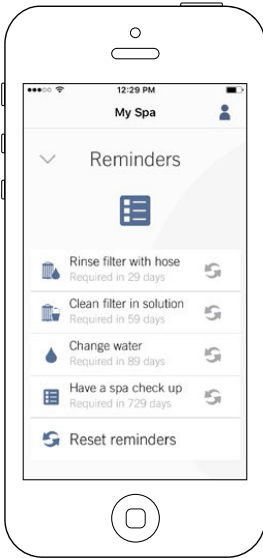 12:29 PM
My Spa
Reminders
Rinse filter with hose
Required in 29 days
Clean filter in solution
Required in 59 days
Change water
Required in 89 days
Have a spa check up
Required in 729 days
Reset reminders